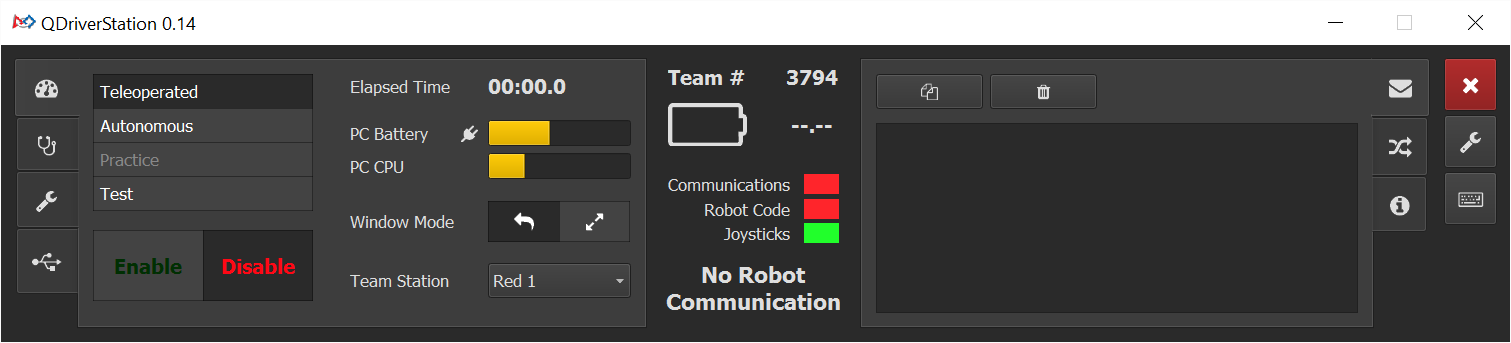 QDriverStation 0.14
Teleoperated
Autonomous
Practice
Test
Enable
Disable
Elapsed Time 00:00.0
PC Battery
PC CPU
Window Mode
Team Station Red 1
Team # 3794
--.--
Communications
Robot Code
Joysticks
No Robot
Communication